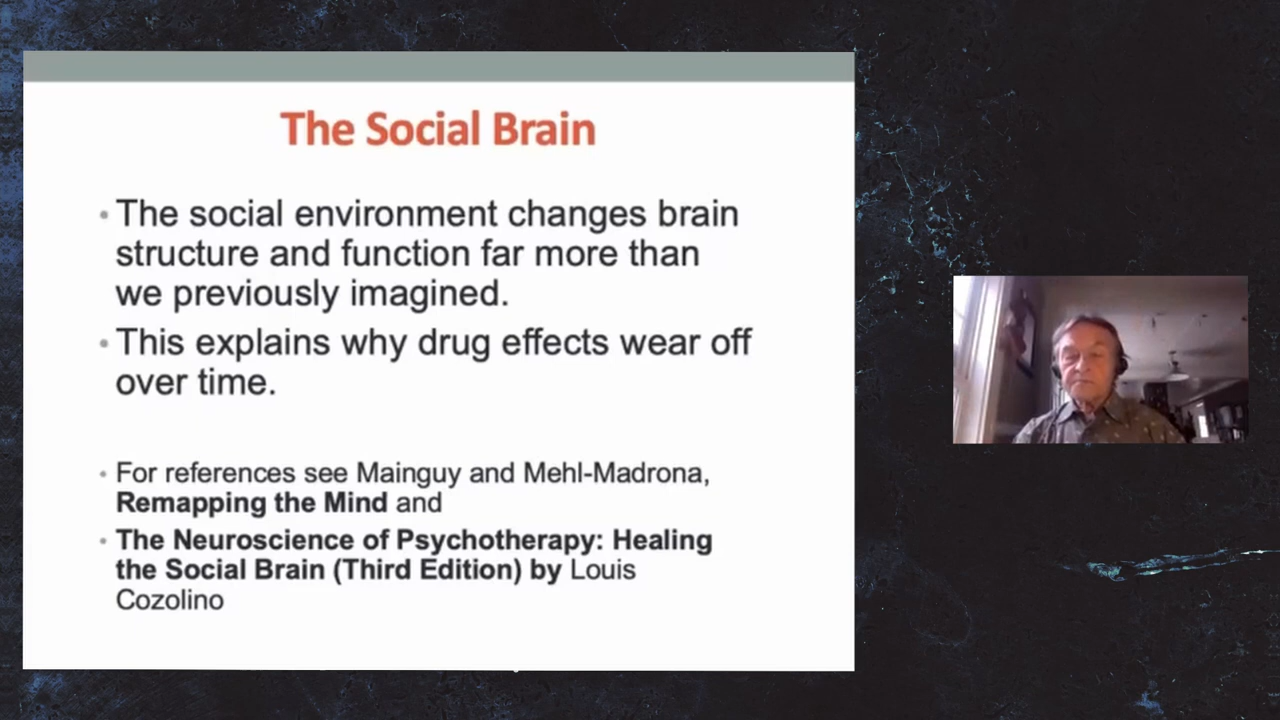 The Social Brain
• The social environment changes brain
structure and function far more than
we previously imagined.
• This explains why drug effects wear off
over time.
• For references see Mainguy and Mehl-Madrona,
Remapping the Mind and
• The Neuroscience of Psychotherapy: Healing
the Social Brain (Third Edition) by Louis
Cozolino